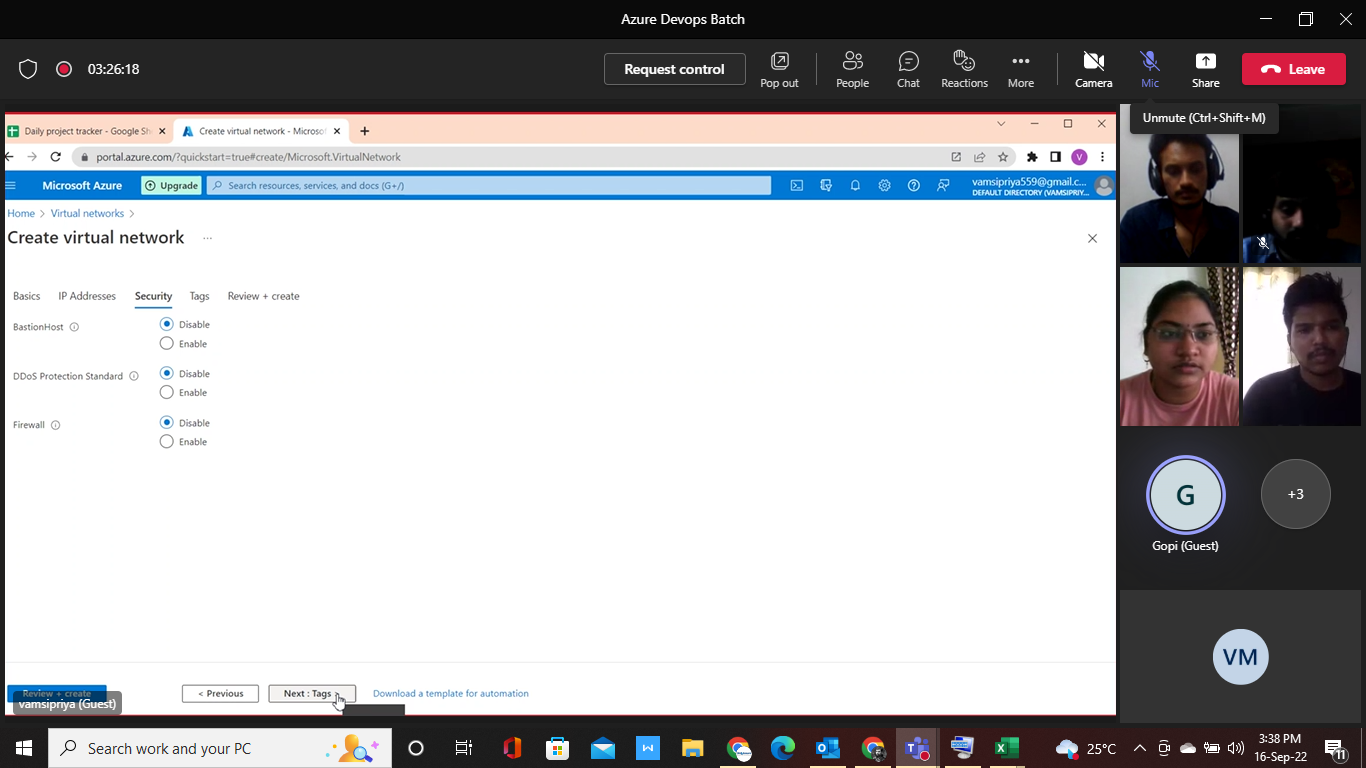 Azure Devops Batch
03:26:18
Request control
Pop out
People
Chat
Reactions
More
Camera
Mic
Share
Leave
Unmute (Ctrl+Shift+M)
Daily project tracker - Google Sh
Create virtual network - Microsof
portal.azure.com/?quickstart=true#create/Microsoft.VirtualNetwork
V
Microsoft Azure
Upgrade
Search resources, services, and docs (G+/)
vamsipriya559@gmail.c...
DEFAULT DIRECTORY (VAMSIPRIY...
Home > Virtual networks >
Create virtual network ...
Basics IP Addresses Security Tags Review + create
BastionHost
Disable
Enable
DDoS Protection Standard
Disable
Enable
Firewall
Disable
Enable
G
+3
Gopi (Guest)
VM
Review + create
< Previous
Next : Tags >
Download a template for automation
vamsipriya (Guest)
Search work and your PC
W
25°C
3:38 PM
16-Sep-22
11